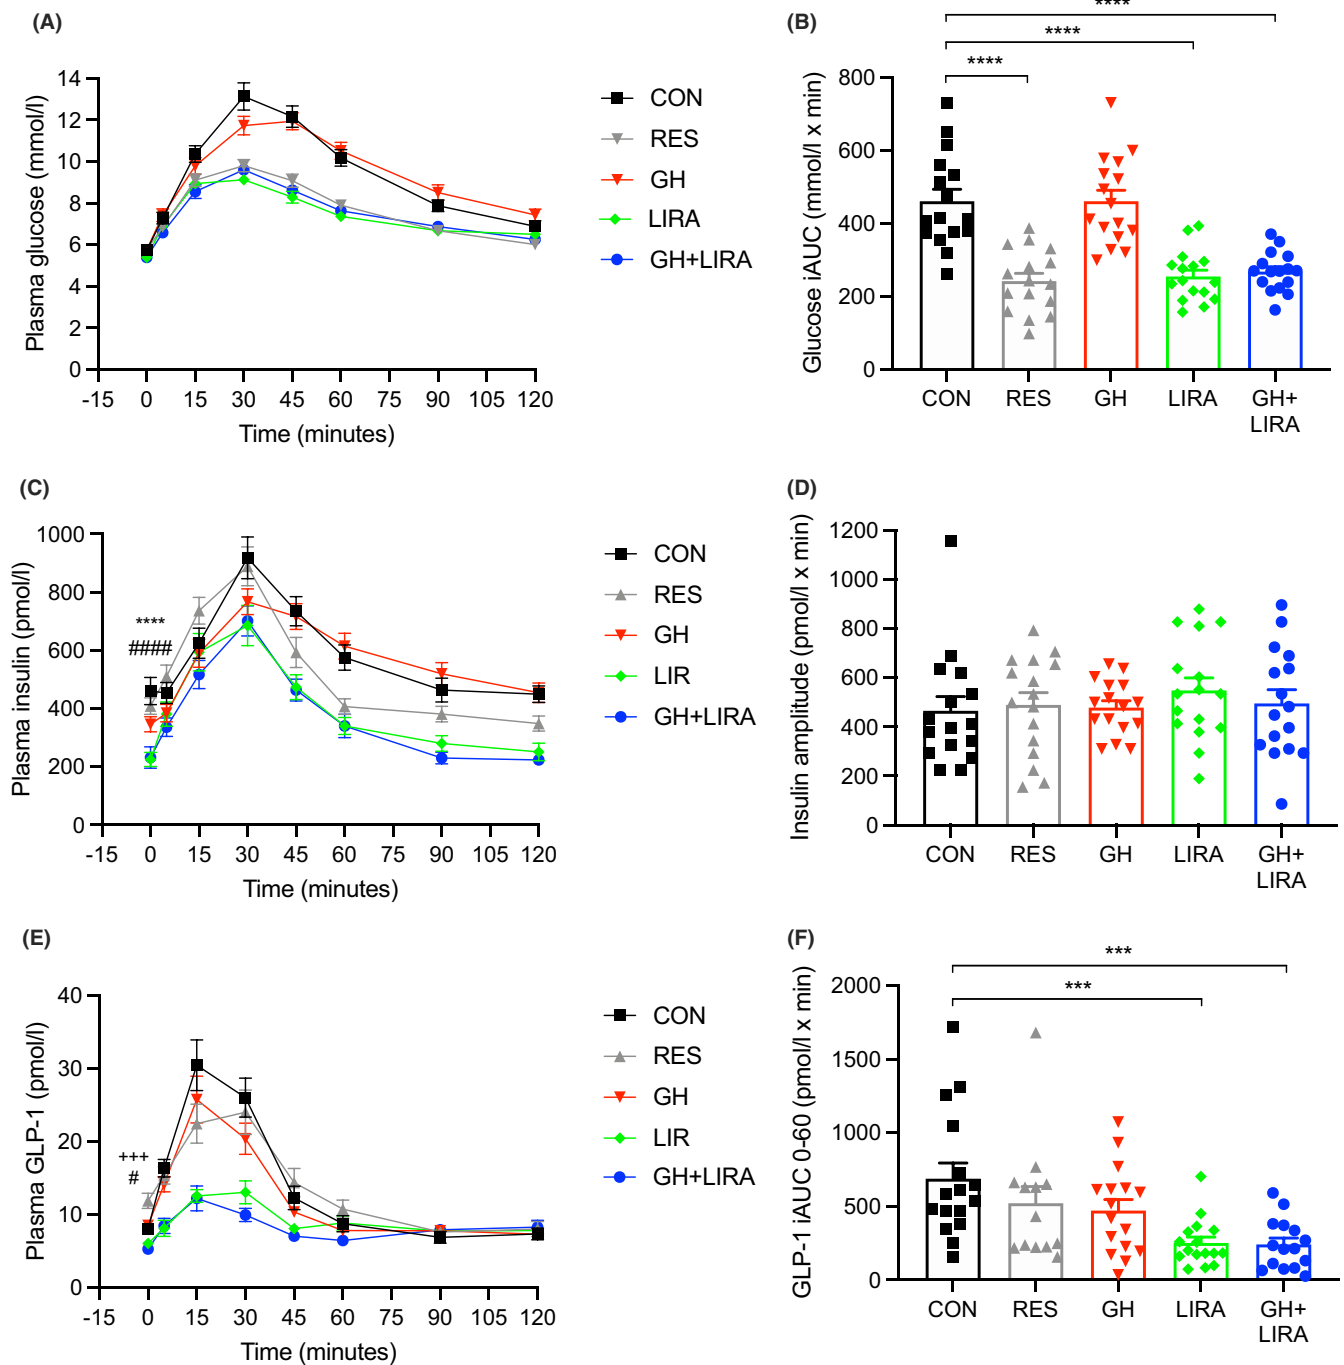 (A)
Plasma glucose (mmol/l)
14
12
10
8
6
4
2
0
-15 0 15 30 45 60 75 90 105 120
Time (minutes)
CON
RES
GH
LIRA
GH+LIRA
(B)
****
****
****
Glucose iAUC (mmol/l x min)
800
600
400
200
0
CON RES GH LIRA GH+
LIRA
(C)
Plasma insulin (pmol/l)
1000
800
600
400
200
0
****
####
-15 0 15 30 45 60 75 90 105 120
Time (minutes)
CON
RES
GH
LIR
GH+LIRA
(D)
Insulin amplitude (pmol/l x min)
1200
1000
800
600
400
200
0
CON RES GH LIRA GH+
LIRA
(E)
Plasma GLP-1 (pmol/l)
40
30
20
10
0
+++
#
-15 0 15 30 45 60 75 90 105 120
Time (minutes)
CON
RES
GH
LIR
GH+LIRA
(F)
***
***
GLP-1 iAUC 0-60 (pmol/l x min)
2000
1500
1000
500
0
CON RES GH LIRA GH+
LIRA